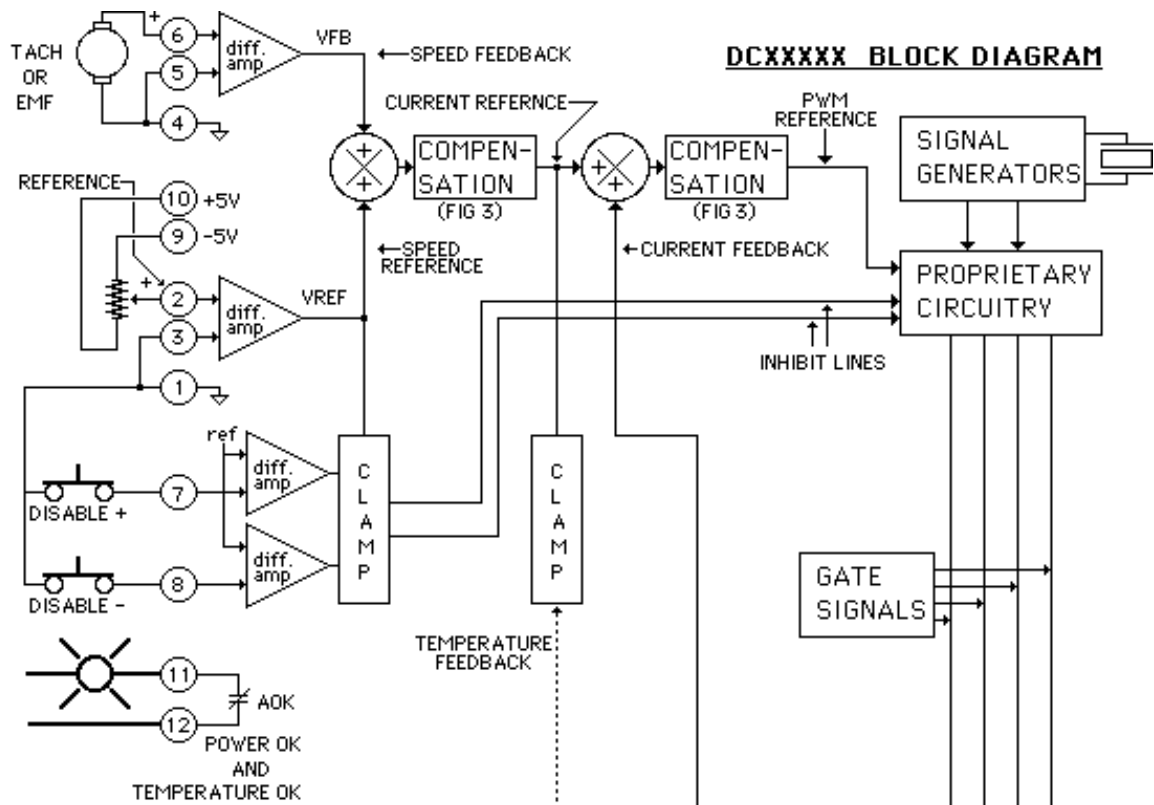 DCXXXXX BLOCK DIAGRAM
TACH
OR
EMF
+
6
5
4
diff.
amp
VFB
SPEED FEEDBACK
CURRENT REFERNCE
PWM
REFERENCE
SIGNAL
GENERATORS
+
+
COMPEN-
SATION
(FIG 3)
+
COMPEN-
SATION
(FIG 3)
REFERENCE
10 +5V
9 -5V
+
2
3
1
diff.
amp
VREF
SPEED
REFERENCE
CURRENT FEEDBACK
PROPRIETARY
CIRCUITRY
INHIBIT LINES
ref
diff.
amp
diff.
amp
CLAMP
CLAMP
7
DISABLE +
8
DISABLE -
GATE
SIGNALS
TEMPERATURE
FEEDBACK
11
12
AOK
POWER OK
AND
TEMPERATURE OK